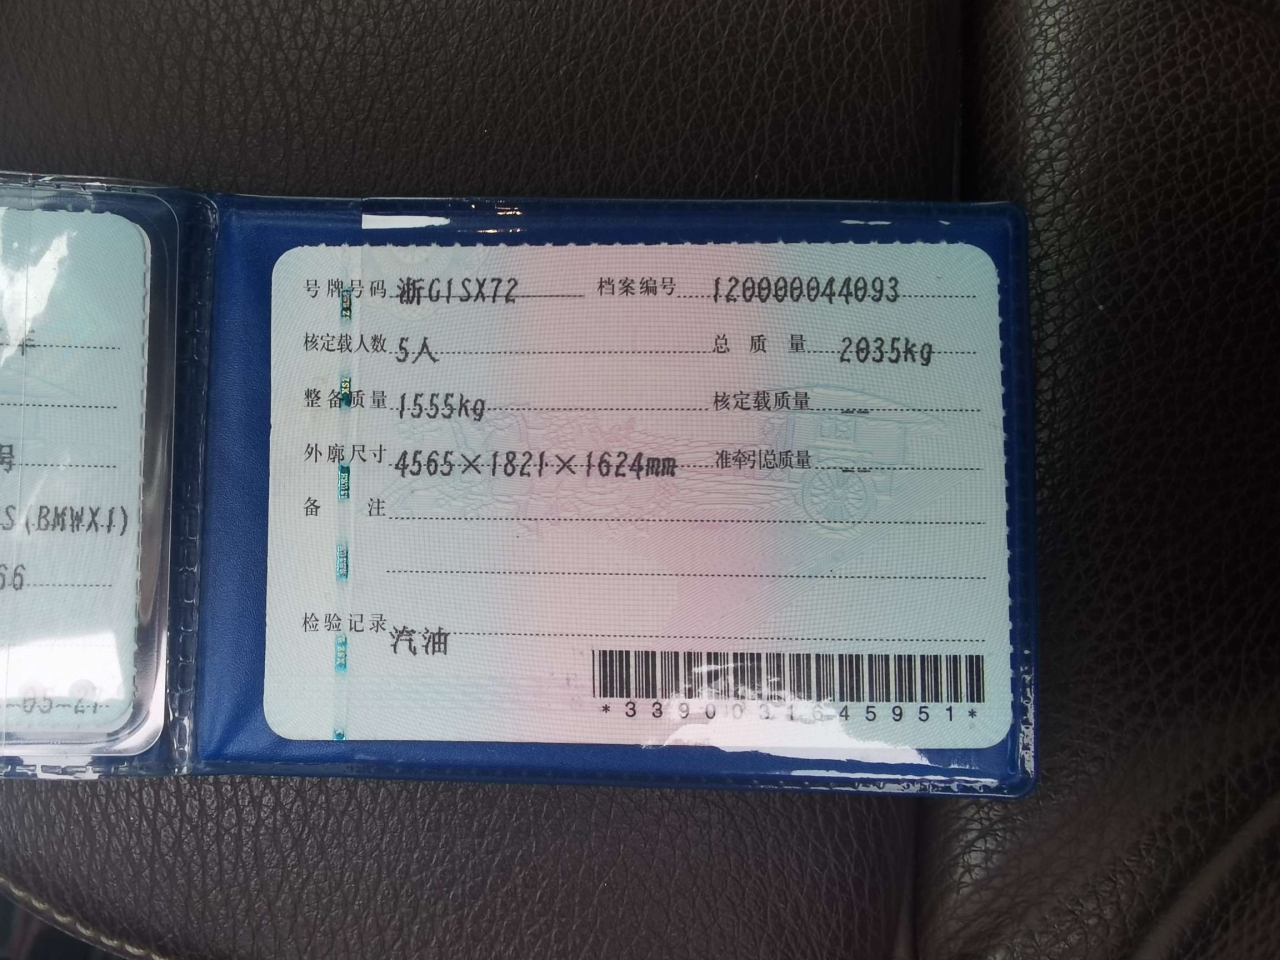 S(BMWX1)
66
-05-27
号牌号码 浙G1SX72 档案编号 120000044093
核定载人数 5人 总质量 2035kg
整备质量 1555kg 核定载质量 --
外廓尺寸 4565×1821×1624mm 准牵引总质量 --
备注
检验记录 汽油
*3390031645951*